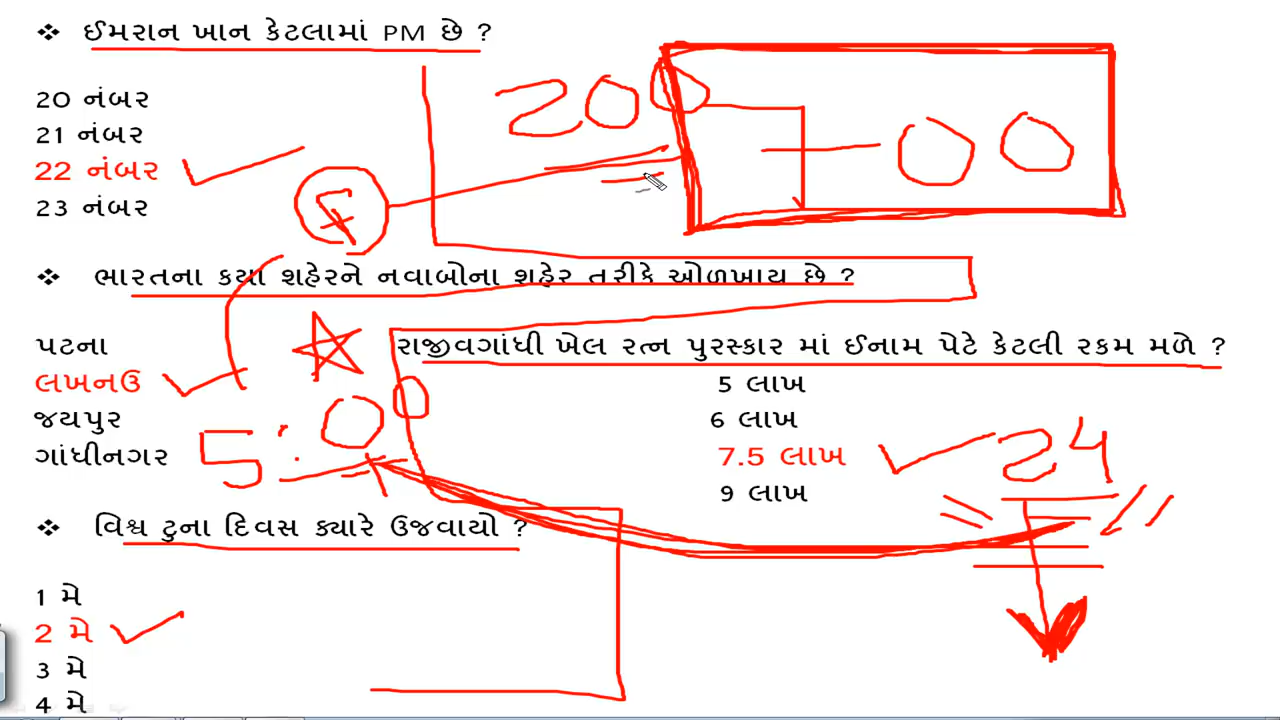 ❖ ઈમરાન ખાન કેટલામાં PM છે ?
20 નંબર
21 નંબર
22 નંબર
23 નંબર
200
00
❖ ભારતના કયા શહેરને નવાબોના શહેર તરીકે ઓળખાય છે ?
પટના
લખનઉ
જયપુર
ગાંધીનગર
5:00
રાજીવગાંધી ખેલ રત્ન પુરસ્કાર માં ઈનામ પેટે કેટલી રકમ મળે ?
5 લાખ
6 લાખ
7.5 લાખ
9 લાખ
24
❖ વિશ્વ ટુના દિવસ ક્યારે ઉજવાયો ?
1 મે
2 મે
3 મે
4 મે